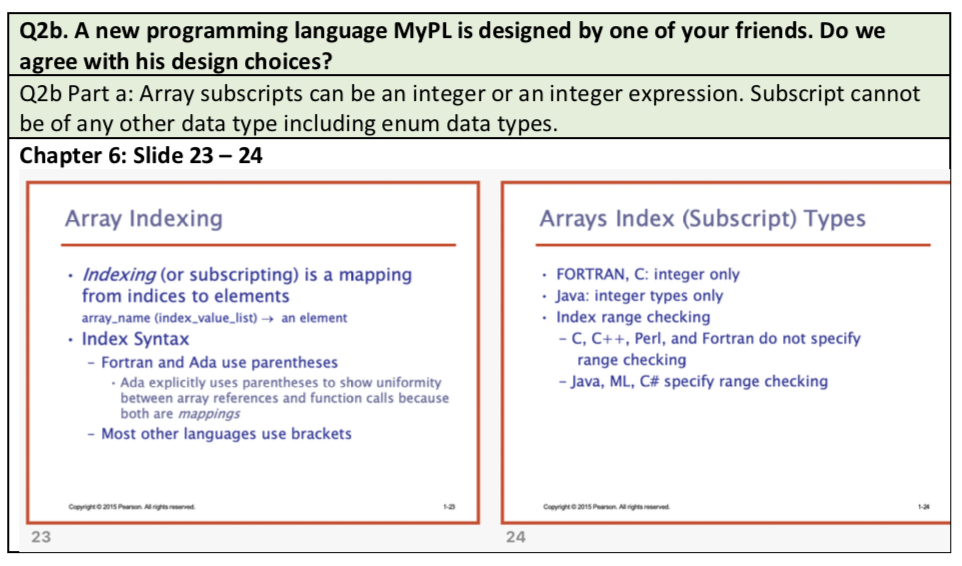 Q2b. A new programming language MyPL is designed by one of your friends. Do we
agree with his design choices?
Q2b Part a: Array subscripts can be an integer or an integer expression. Subscript cannot
be of any other data type including enum data types.
Chapter 6: Slide 23 – 24
Array Indexing
• Indexing (or subscripting) is a mapping
from indices to elements
array_name (index_value_list) → an element
• Index Syntax
– Fortran and Ada use parentheses
• Ada explicitly uses parentheses to show uniformity
between array references and function calls because
both are mappings
– Most other languages use brackets
Copyright © 2015 Pearson. All rights reserved.
1-23
23
Arrays Index (Subscript) Types
• FORTRAN, C: integer only
• Java: integer types only
• Index range checking
– C, C++, Perl, and Fortran do not specify
range checking
– Java, ML, C# specify range checking
Copyright © 2015 Pearson. All rights reserved.
1-24
24